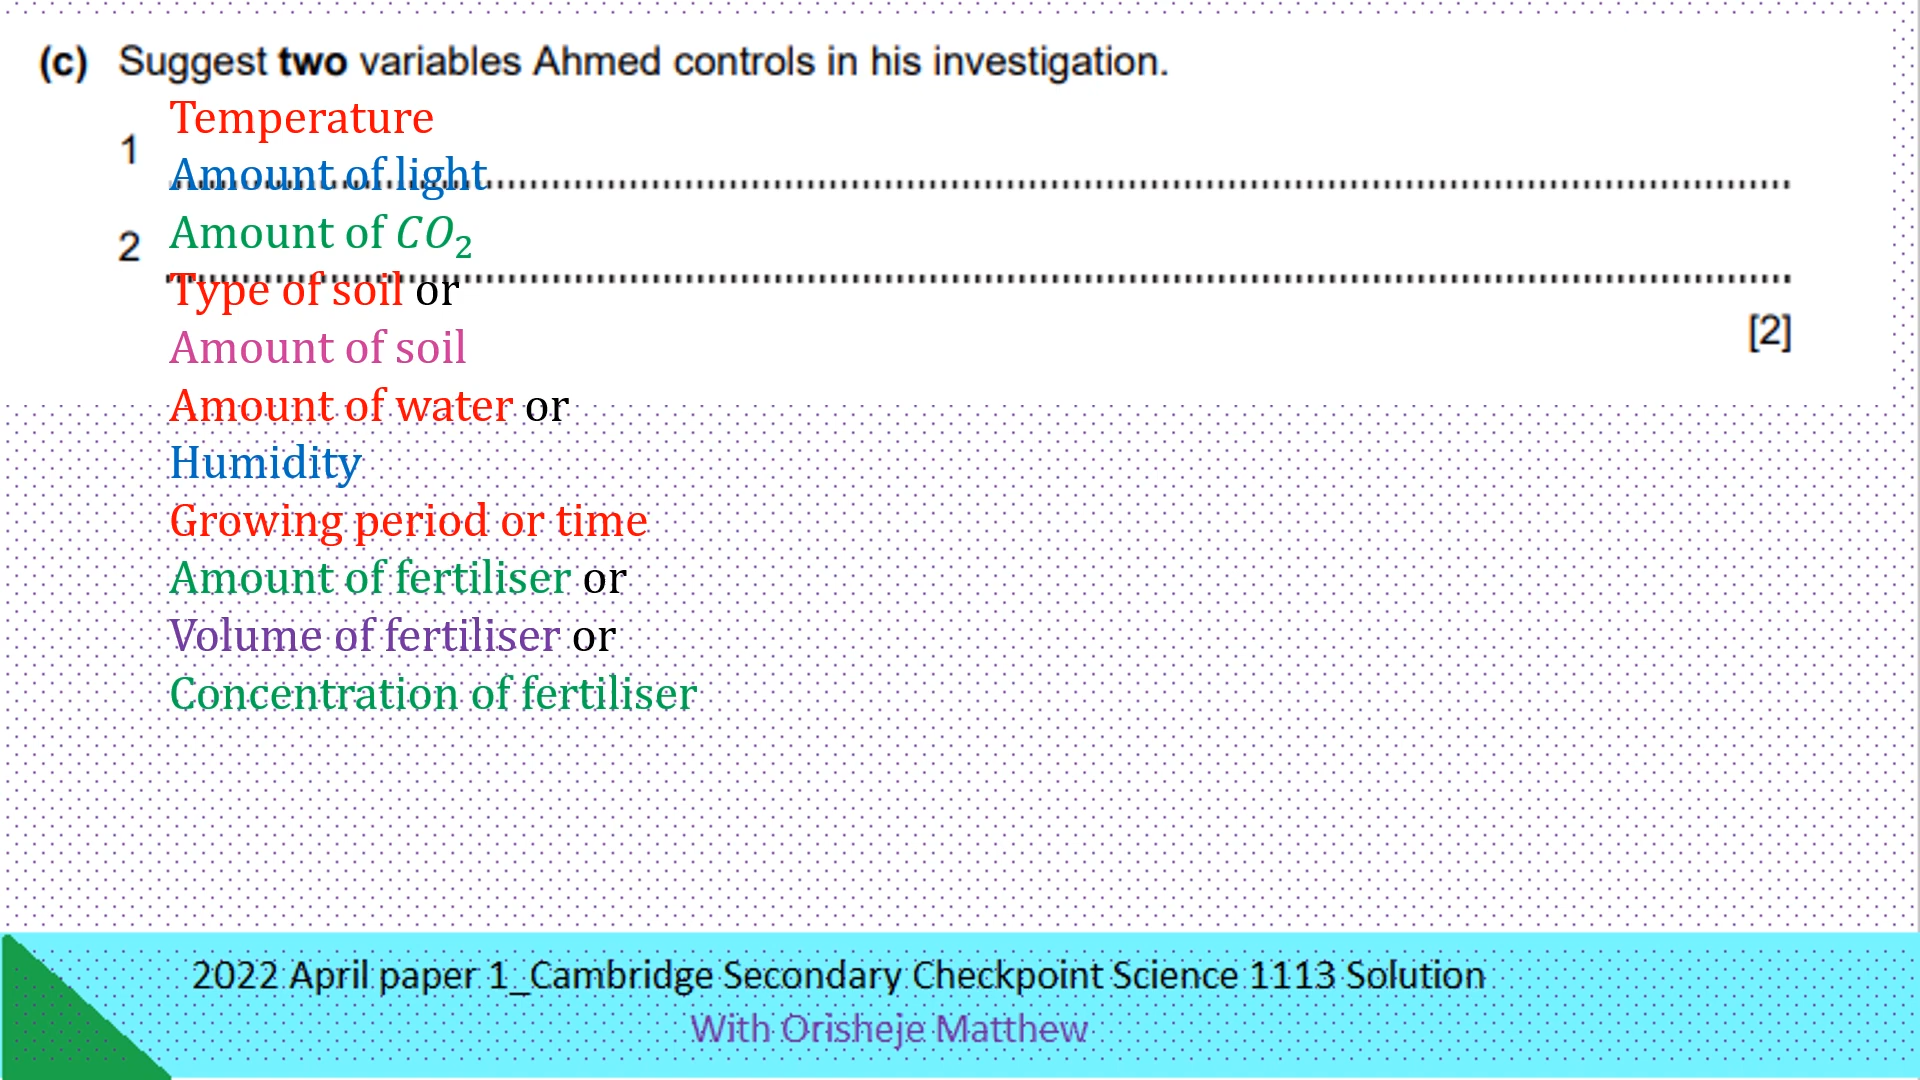 (c) Suggest two variables Ahmed controls in his investigation.
Temperature
1
Amount of light
2 Amount of CO₂
Type of soil or
[2]
Amount of soil
Amount of water or
Humidity
Growing period or time
Amount of fertiliser or
Volume of fertiliser or
Concentration of fertiliser
2022 April paper 1_Cambridge Secondary Checkpoint Science 1113 Solution
With Orisheje Matthew